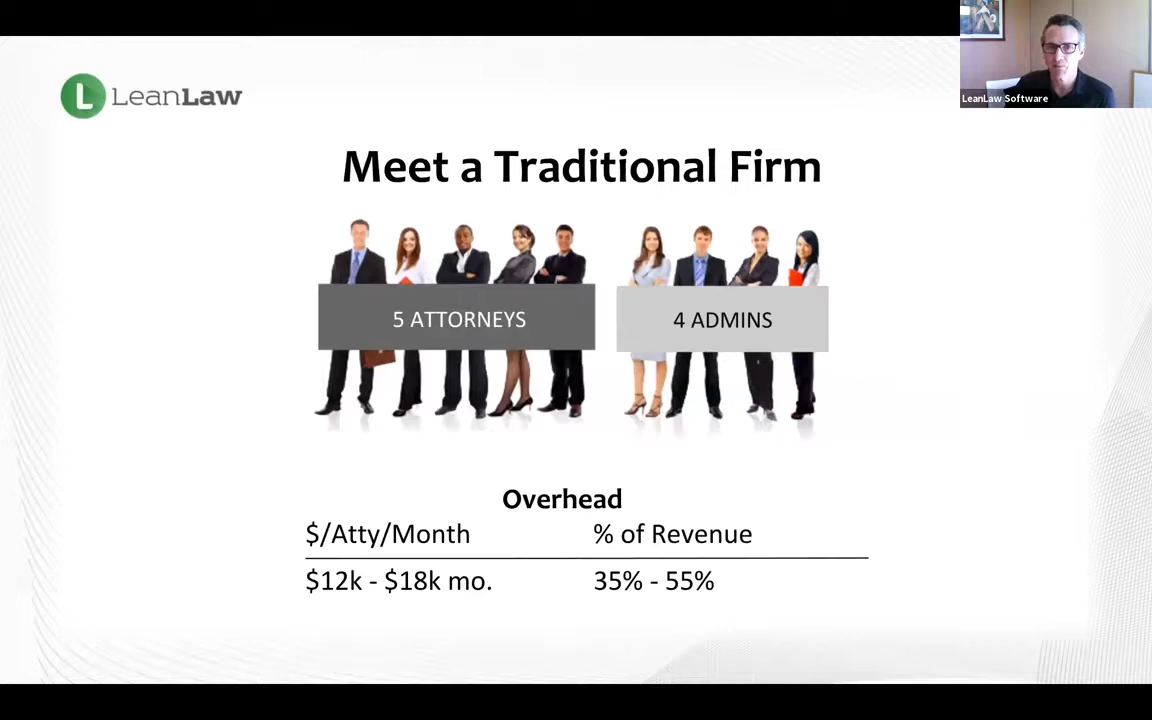 LeanLaw
LeanLaw Software
Meet a Traditional Firm
5 ATTORNEYS
4 ADMINS
Overhead
$/Atty/Month % of Revenue
$12k - $18k mo. 35% - 55%